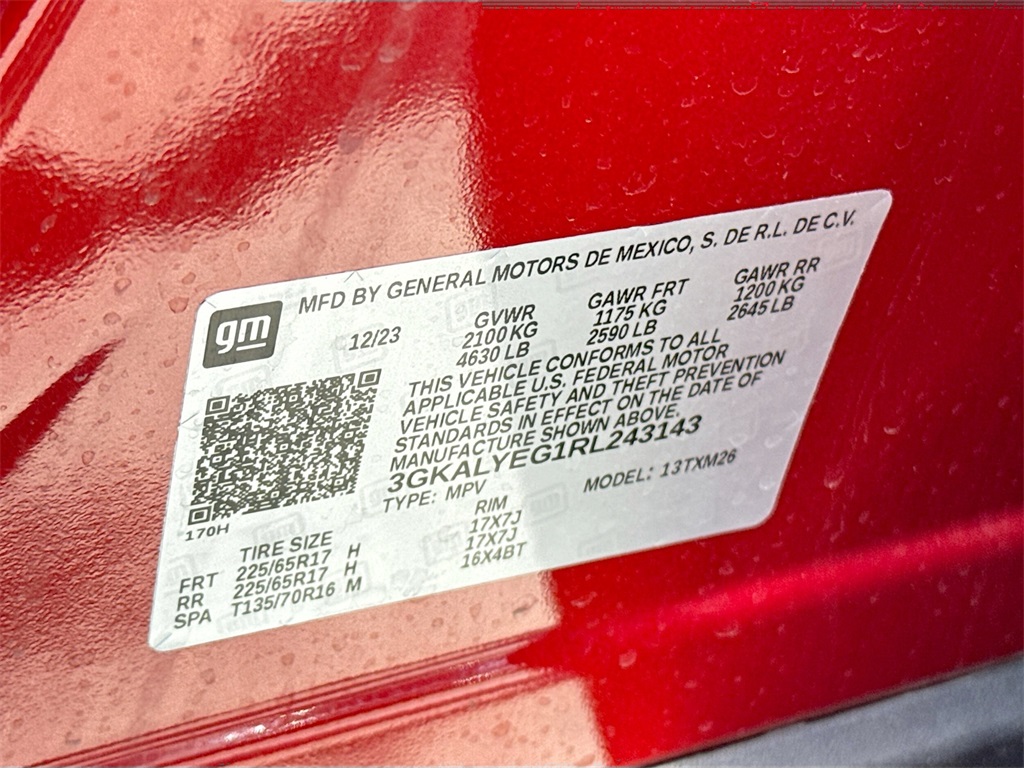 MFD BY GENERAL MOTORS DE MEXICO, S. DE R.L. DE C.V.
gm
12/23
GVWR GAWR FRT GAWR RR
2100 KG 1175 KG 1200 KG
4630 LB 2590 LB 2645 LB
THIS VEHICLE CONFORMS TO ALL
APPLICABLE U.S. FEDERAL MOTOR
VEHICLE SAFETY AND THEFT PREVENTION
STANDARDS IN EFFECT ON THE DATE OF
MANUFACTURE SHOWN ABOVE.
3GKALYEG1RL243143
TYPE: MPV MODEL: 13TXM26
170H
TIRE SIZE RIM
FRT 225/65R17 H 17X7J
RR 225/65R17 H 17X7J
SPA T135/70R16 M 16X4BT